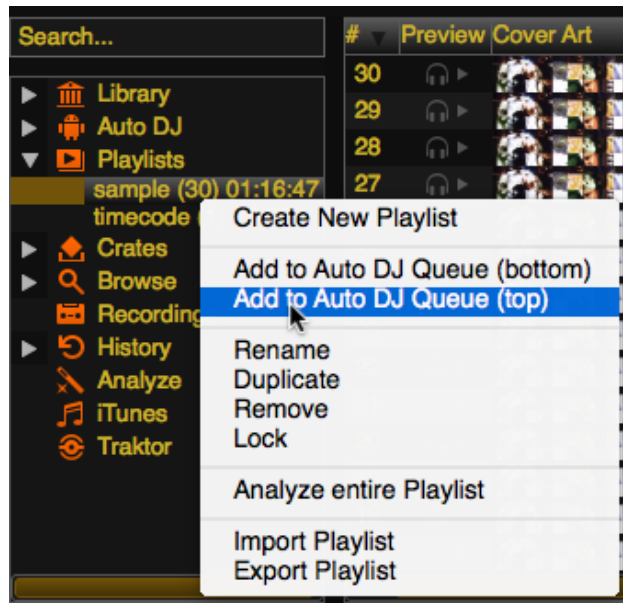 Search...
# Preview Cover Art
30
29
28
27
Library
Auto DJ
Playlists
sample (30) 01:16:47
timecode (
Crates
Browse
Recording
History
Analyze
iTunes
Traktor
Create New Playlist
Add to Auto DJ Queue (bottom)
Add to Auto DJ Queue (top)
Rename
Duplicate
Remove
Lock
Analyze entire Playlist
Import Playlist
Export Playlist